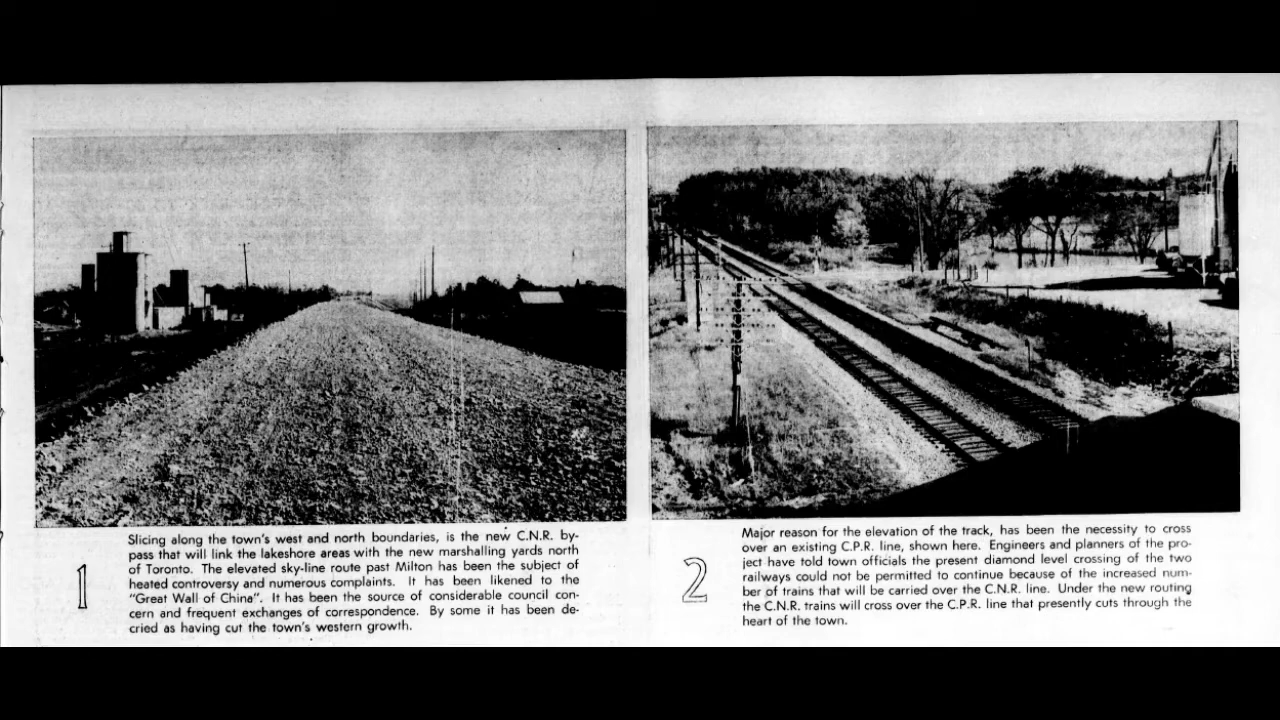 1
Slicing along the town's west and north boundaries, is the new C.N.R. by-
pass that will link the lakeshore areas with the new marshalling yards north
of Toronto. The elevated sky-line route past Milton has been the subject of
heated controversy and numerous complaints. It has been likened to the
"Great Wall of China". It has been the source of considerable council con-
cern and frequent exchanges of correspondence. By some it has been de-
cried as having cut the town's western growth.
2
Major reason for the elevation of the track, has been the necessity to cross
over an existing C.P.R. line, shown here. Engineers and planners of the pro-
ject have told town officials the present diamond level crossing of the two
railways could not be permitted to continue because of the increased num-
ber of trains that will be carried over the C.N.R. line. Under the new routing
the C.N.R. trains will cross over the C.P.R. line that presently cuts through the
heart of the town.